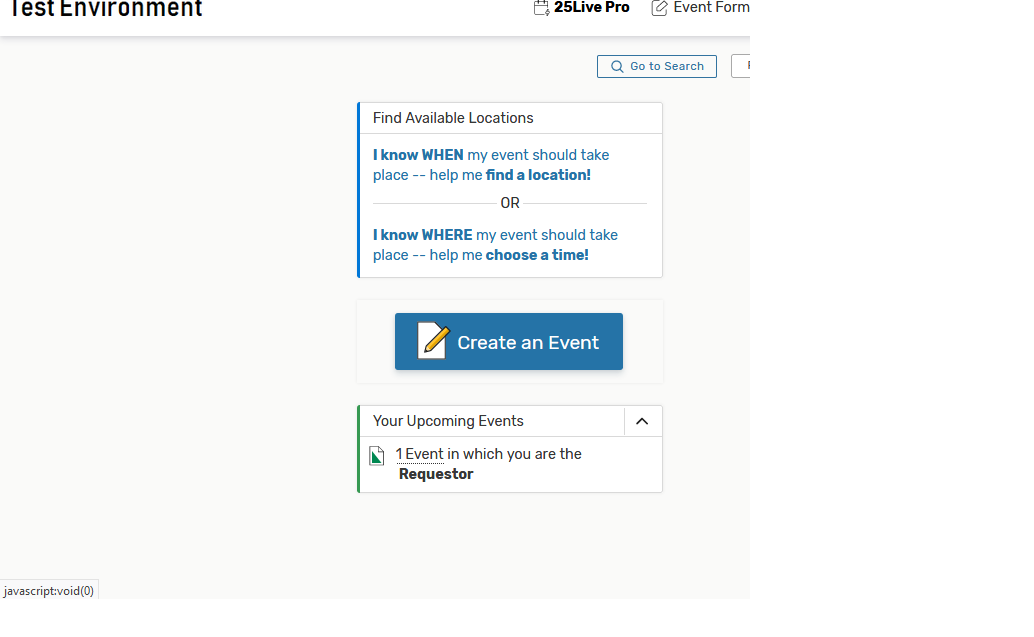 Test Environment
25Live Pro
Event Form
Go to Search
Find Available Locations
I know WHEN my event should take
place -- help me find a location!
OR
I know WHERE my event should take
place -- help me choose a time!
Create an Event
Your Upcoming Events
1 Event in which you are the
Requestor
javascript:void(0)